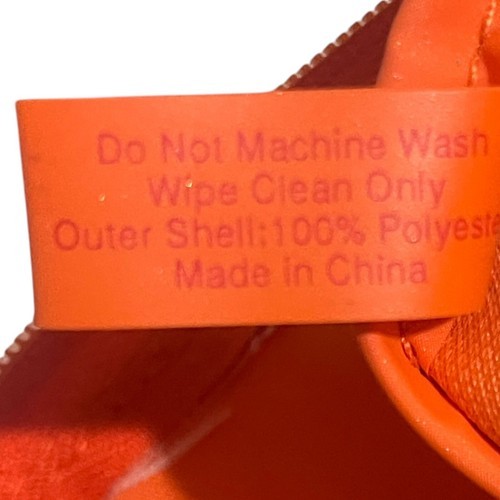 Do Not Machine Wash
Wipe Clean Only
Outer Shell:100% Polyeste
Made in China